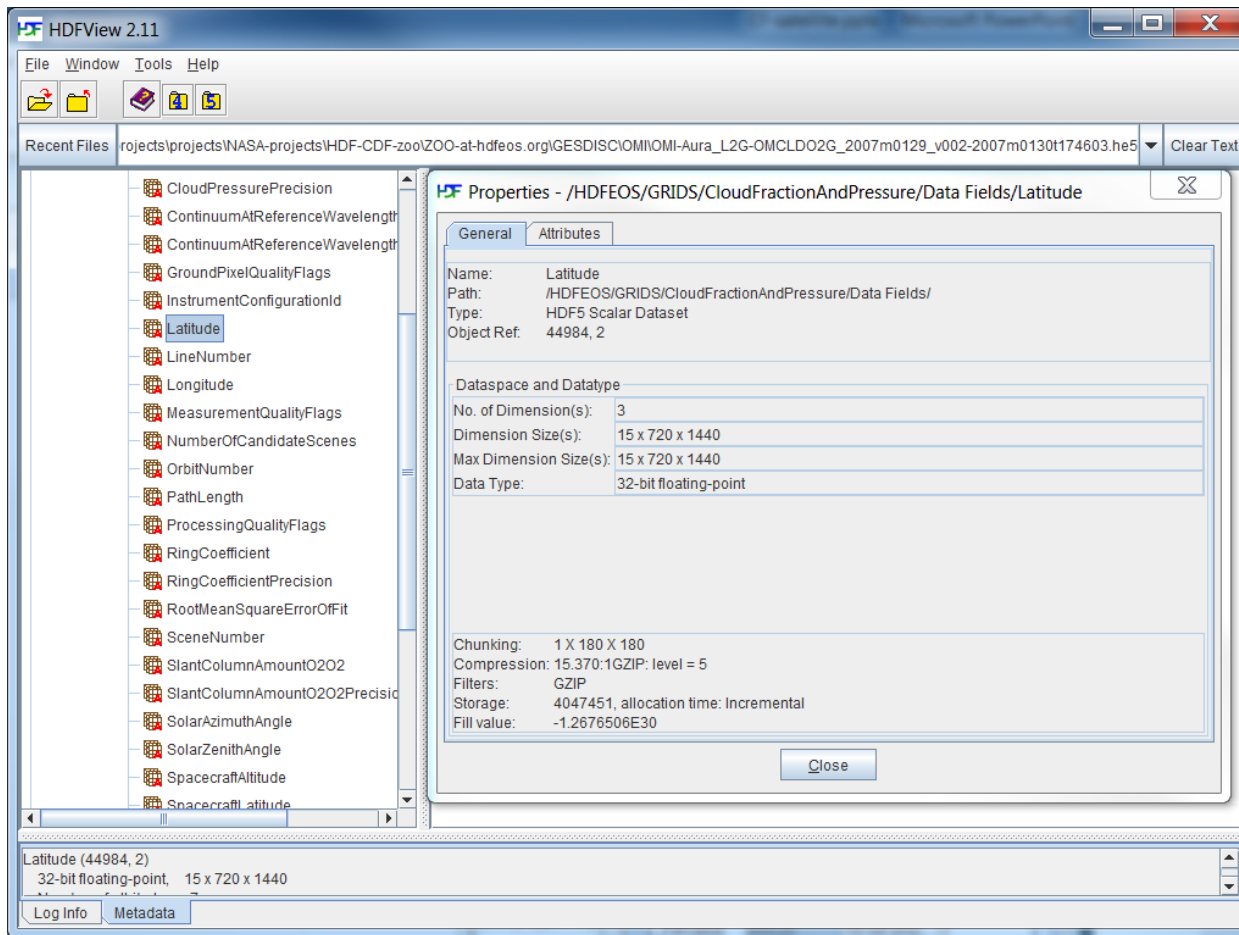 HDF HDFView 2.11
File Window Tools Help
4 5
Recent Files rojects\projects\NASA-projects\HDF-CDF-zoo\ZOO-at-hdfeos.org\GESDISC\OMI\OMI-Aura_L2G-OMCLDO2G_2007m0129_v002-2007m0130t174603.he5 Clear Text
CloudPressurePrecision
ContinuumAtReferenceWavelength
ContinuumAtReferenceWavelength
GroundPixelQualityFlags
InstrumentConfigurationId
Latitude
LineNumber
Longitude
MeasurementQualityFlags
NumberOfCandidateScenes
OrbitNumber
PathLength
ProcessingQualityFlags
RingCoefficient
RingCoefficientPrecision
RootMeanSquareErrorOfFit
SceneNumber
SlantColumnAmountO2O2
SlantColumnAmountO2O2Precisio
SolarAzimuthAngle
SolarZenithAngle
SpacecraftAltitude
SpacecraftLatitude
HDF Properties - /HDFEOS/GRIDS/CloudFractionAndPressure/Data Fields/Latitude
General Attributes
Name: Latitude
Path: /HDFEOS/GRIDS/CloudFractionAndPressure/Data Fields/
Type: HDF5 Scalar Dataset
Object Ref: 44984, 2
Dataspace and Datatype
No. of Dimension(s): 3
Dimension Size(s): 15 x 720 x 1440
Max Dimension Size(s): 15 x 720 x 1440
Data Type: 32-bit floating-point
Chunking: 1 X 180 X 180
Compression: 15.370:1GZIP: level = 5
Filters: GZIP
Storage: 4047451, allocation time: Incremental
Fill value: -1.2676506E30
Close
Latitude (44984, 2)
32-bit floating-point, 15 x 720 x 1440
Log Info Metadata